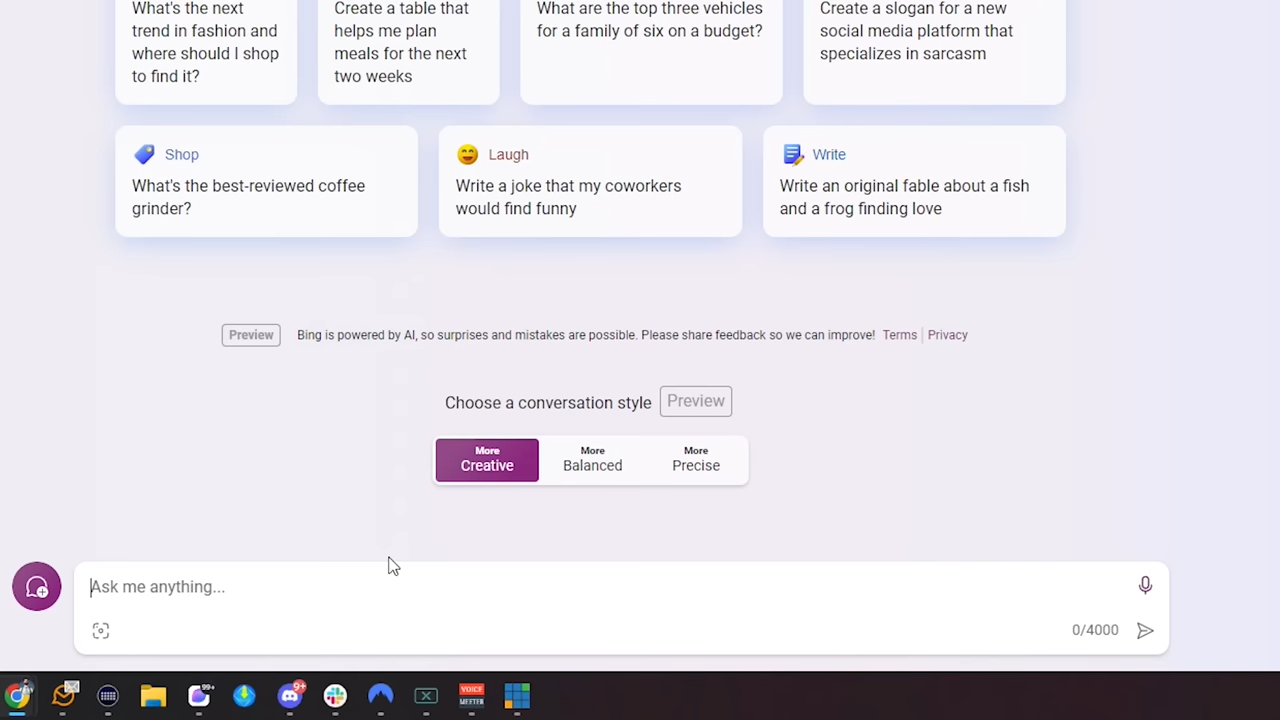 What's the next
trend in fashion and
where should I shop
to find it?
Create a table that
helps me plan
meals for the next
two weeks
What are the top three vehicles
for a family of six on a budget?
Create a slogan for a new
social media platform that
specializes in sarcasm
Shop
What's the best-reviewed coffee
grinder?
Laugh
Write a joke that my coworkers
would find funny
Write
Write an original fable about a fish
and a frog finding love
Preview Bing is powered by AI, so surprises and mistakes are possible. Please share feedback so we can improve! Terms Privacy
Choose a conversation style Preview
More
Creative
More
Balanced
More
Precise
Ask me anything...
0/4000
99+
9+
VOICE
MEETER